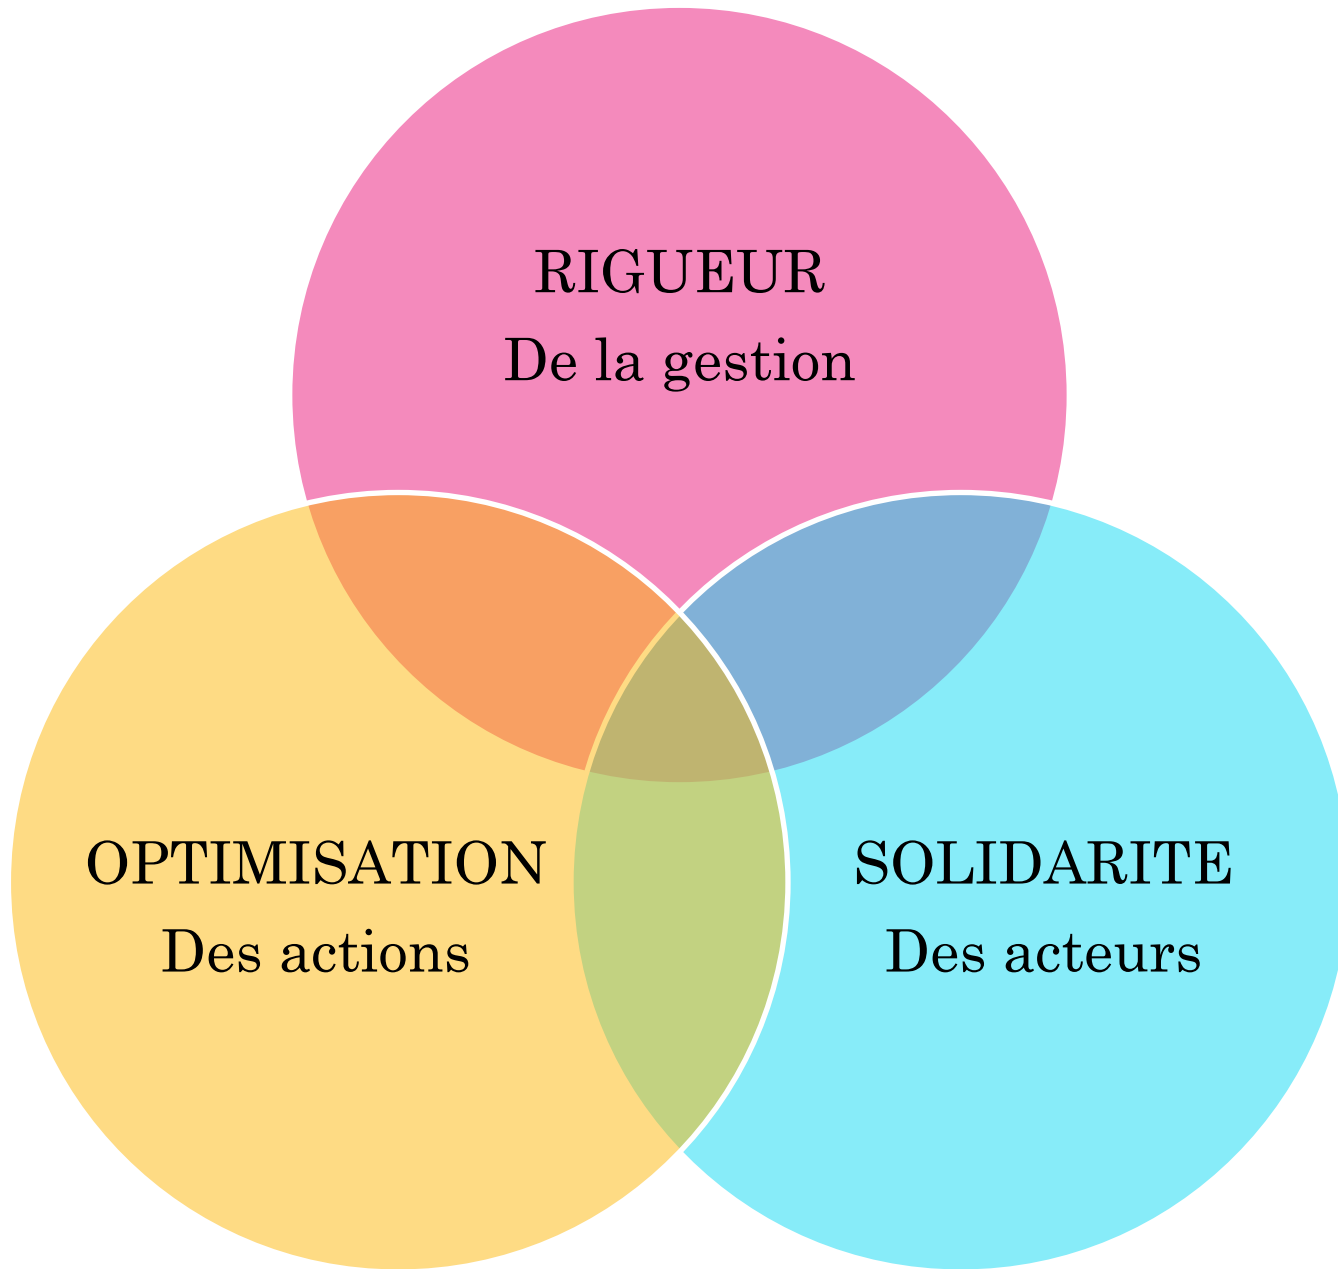 RIGUEUR
De la gestion
OPTIMISATION
Des actions
SOLIDARITE
Des acteurs